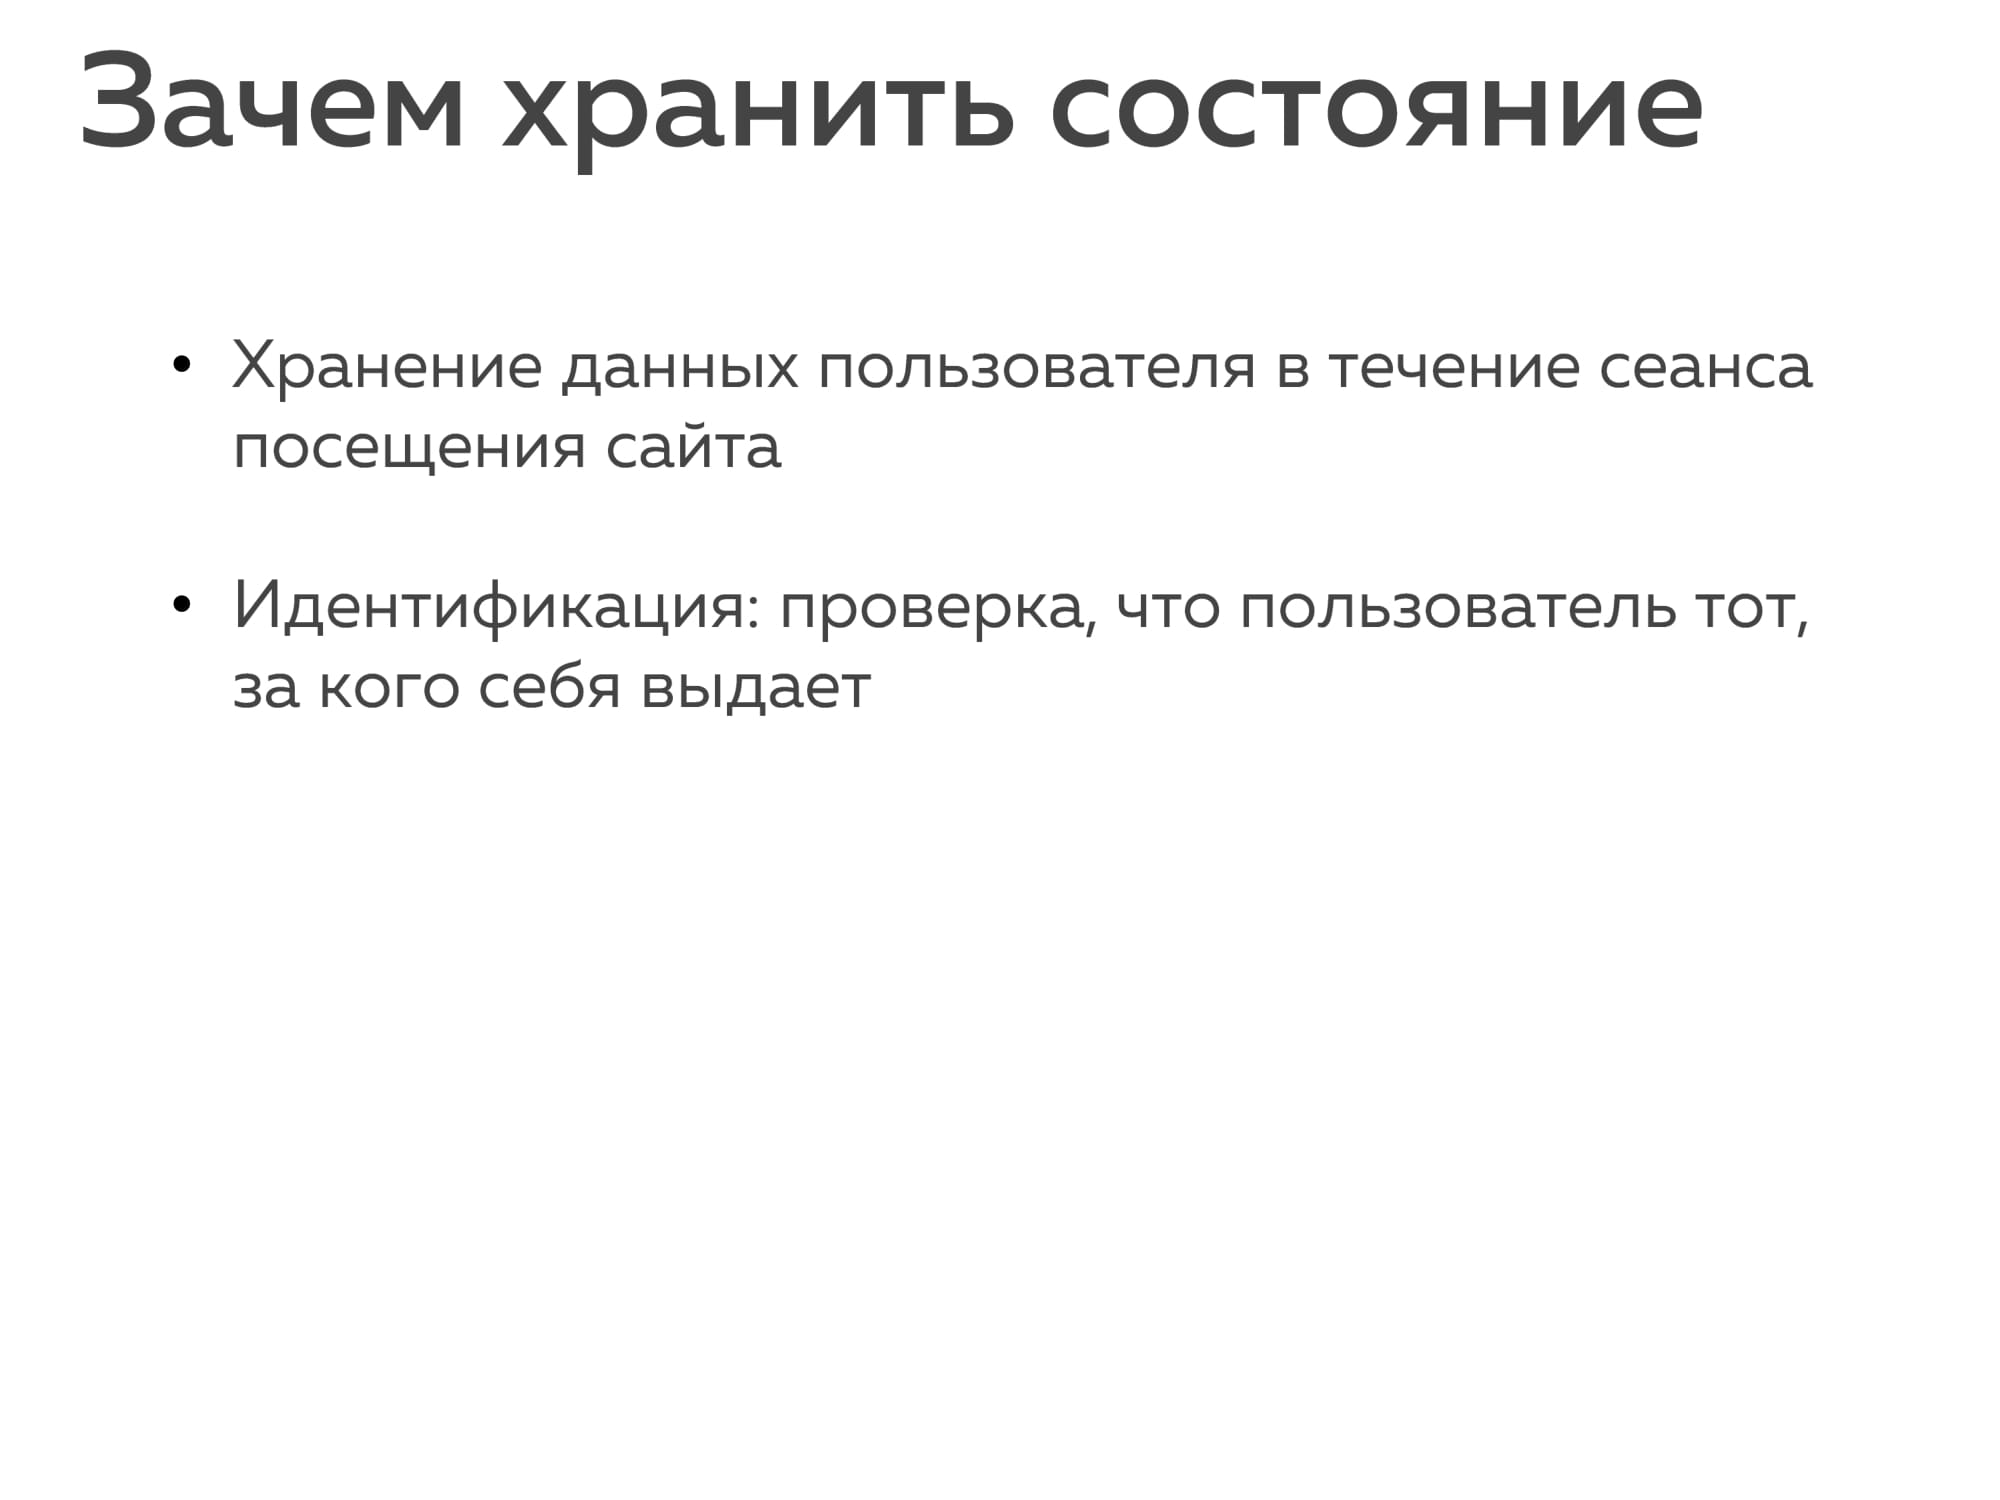 Зачем хранить состояние
• Хранение данных пользователя в течение сеанса
посещения сайта
• Идентификация: проверка, что пользователь тот,
за кого себя выдает